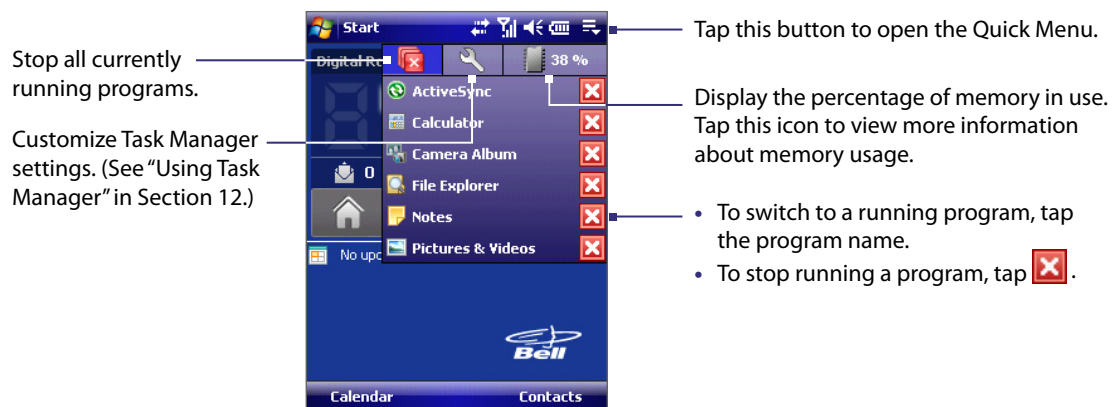 Start
Tap this button to open the Quick Menu.
Stop all currently
running programs.
38 %
ActiveSync
Display the percentage of memory in use.
Tap this icon to view more information
about memory usage.
Calculator
Customize Task Manager
settings. (See “Using Task
Manager” in Section 12.)
Camera Album
0
File Explorer
Notes
• To switch to a running program, tap
the program name.
• To stop running a program, tap .
Pictures & Videos
Bell
Calendar
Contacts